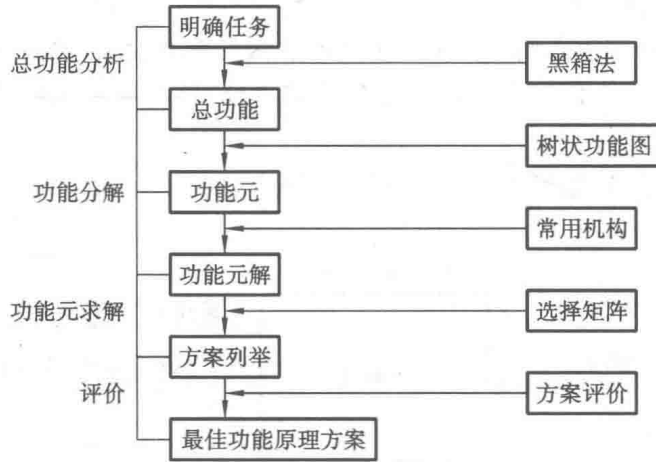 明确任务
总功能分析
黑箱法
总功能
树状功能图
功能分解
功能元
常用机构
功能元解
功能元求解
选择矩阵
方案列举
评价
方案评价
最佳功能原理方案